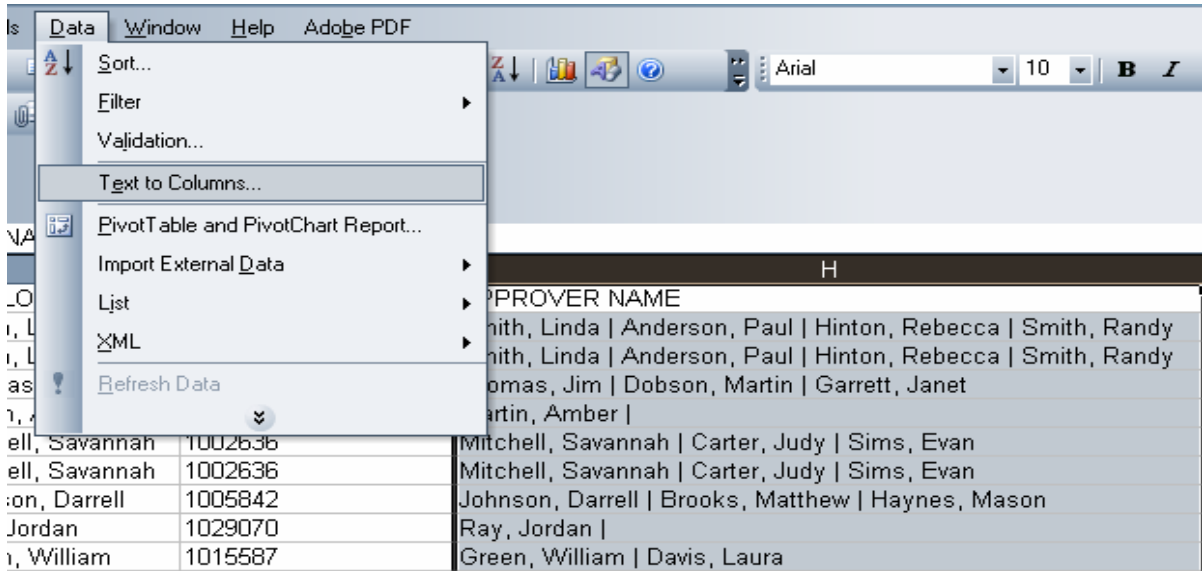 ls Data Window Help Adobe PDF
Sort...
Arial 10 B I
Filter
Validation...
Text to Columns...
PivotTable and PivotChart Report...
NA
Import External Data
H
LO
List
PPROVER NAME
, L
nith, Linda | Anderson, Paul | Hinton, Rebecca | Smith, Randy
, L
XML
nith, Linda | Anderson, Paul | Hinton, Rebecca | Smith, Randy
as
Refresh Data
omas, Jim | Dobson, Martin | Garrett, Janet
artin, Amber |
ell, Savannah 1002636 Mitchell, Savannah | Carter, Judy | Sims, Evan
ell, Savannah 1002636 Mitchell, Savannah | Carter, Judy | Sims, Evan
son, Darrell 1005842 Johnson, Darrell | Brooks, Matthew | Haynes, Mason
Jordan 1029070 Ray, Jordan |
n, William 1015587 Green, William | Davis, Laura